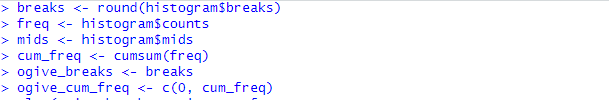 > breaks <- round(histogram$breaks)
> freq <- histogram$counts
> mids <- histogram$mids
> cum_freq <- cumsum(freq)
> ogive_breaks <- breaks
> ogive_cum_freq <- c(0, cum_freq)